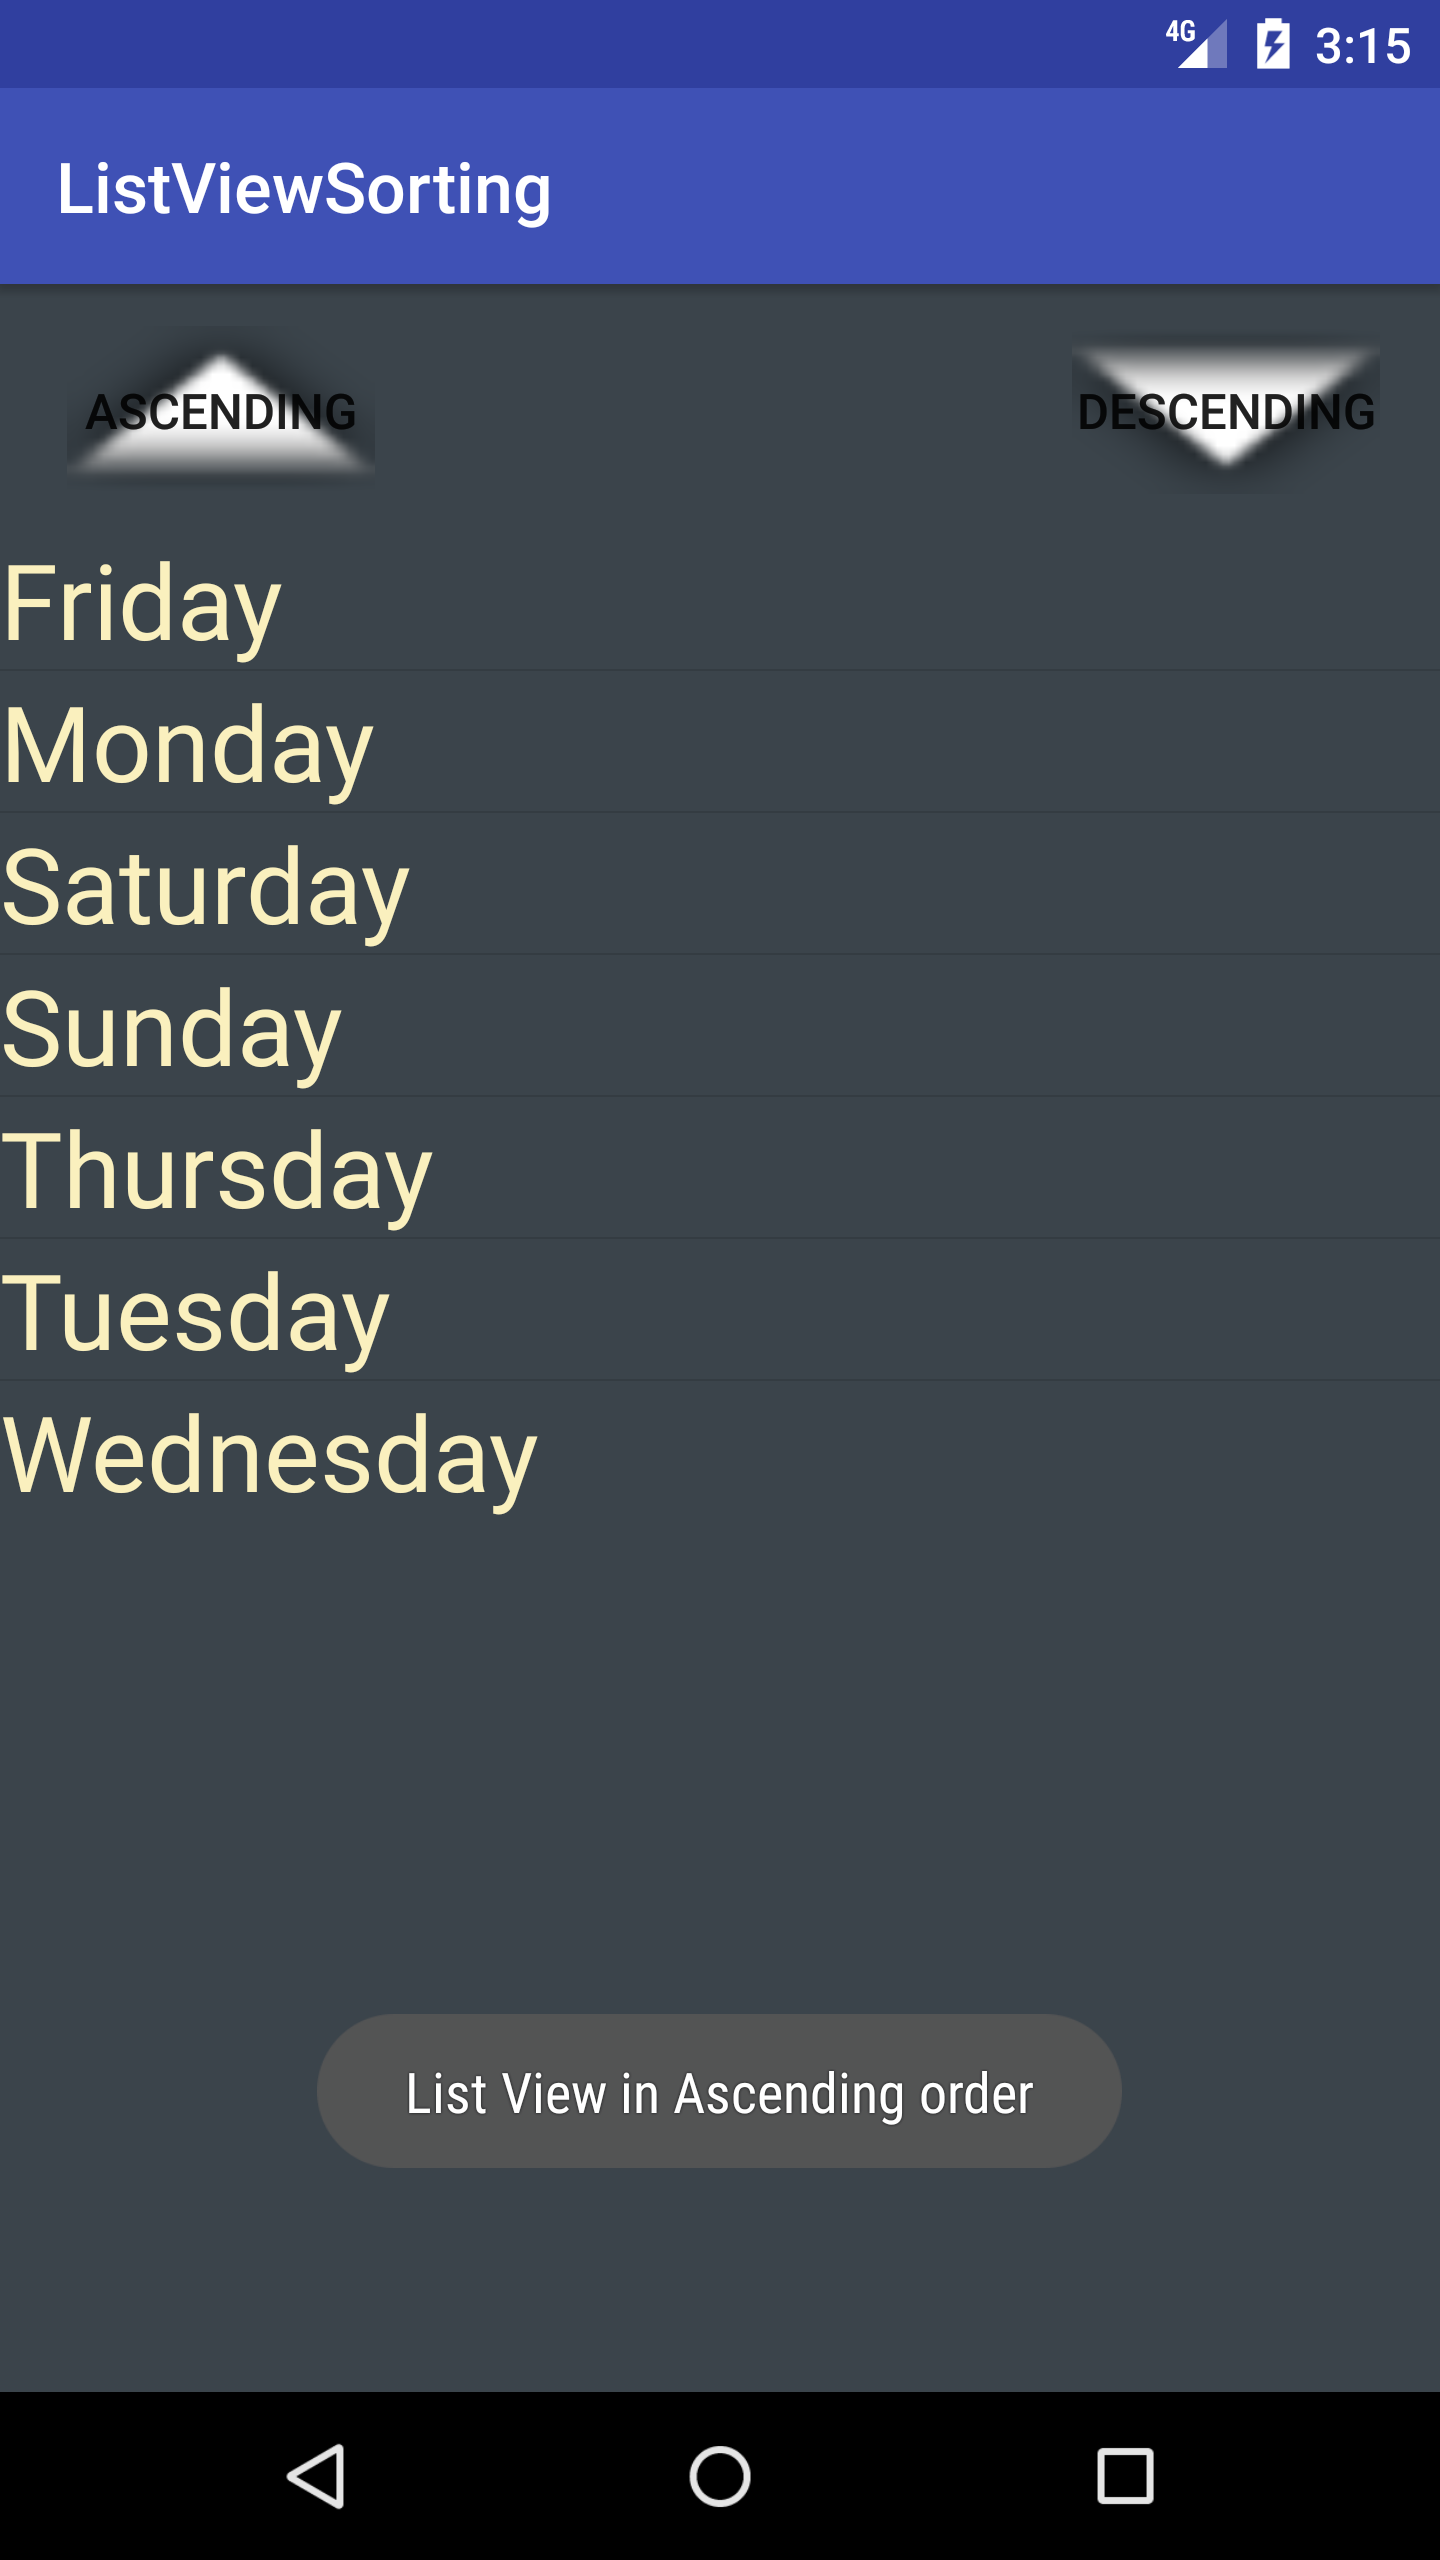 4G 3:15
ListViewSorting
ASCENDING DESCENDING
Friday
Monday
Saturday
Sunday
Thursday
Tuesday
Wednesday
List View in Ascending order